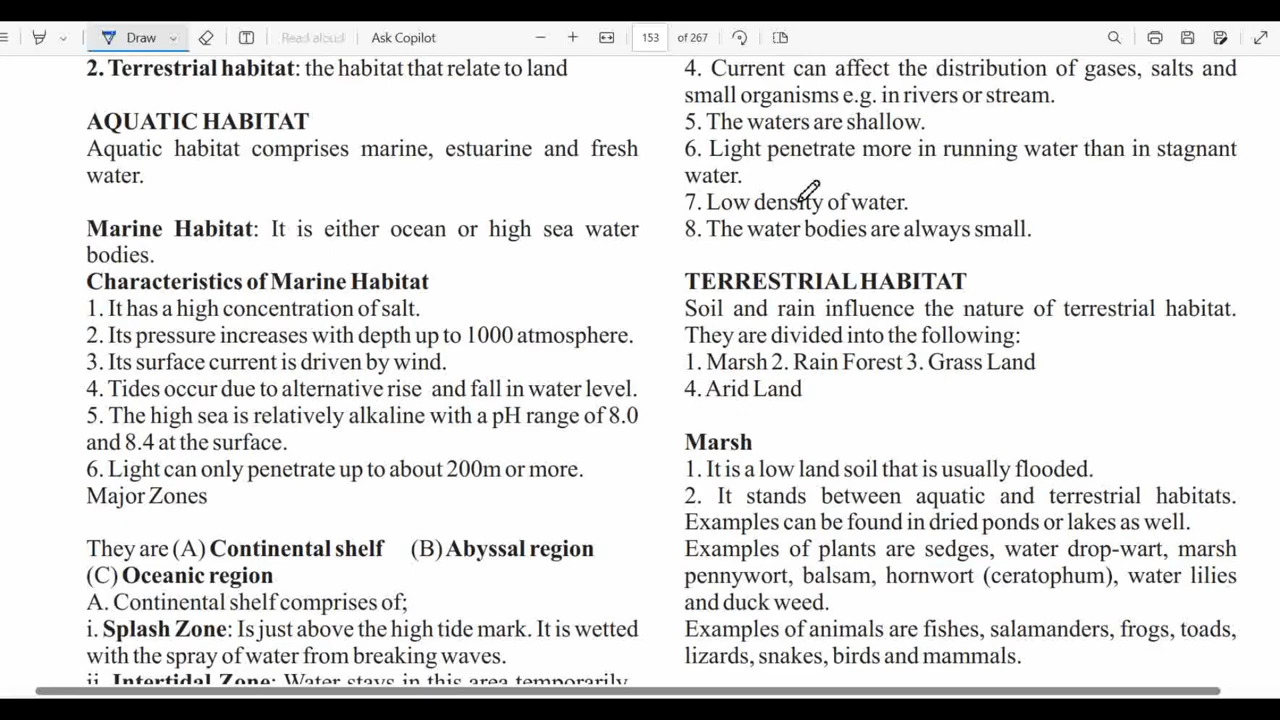 Draw
Read aloud
Ask Copilot
153
of 267
2. Terrestrial habitat: the habitat that relate to land
AQUATIC HABITAT
Aquatic habitat comprises marine, estuarine and fresh
water.
Marine Habitat: It is either ocean or high sea water
bodies.
Characteristics of Marine Habitat
1. It has a high concentration of salt.
2. Its pressure increases with depth up to 1000 atmosphere.
3. Its surface current is driven by wind.
4. Tides occur due to alternative rise and fall in water level.
5. The high sea is relatively alkaline with a pH range of 8.0
and 8.4 at the surface.
6. Light can only penetrate up to about 200m or more.
Major Zones
They are (A) Continental shelf (B) Abyssal region
(C) Oceanic region
A. Continental shelf comprises of;
i. Splash Zone: Is just above the high tide mark. It is wetted
with the spray of water from breaking waves.
ii. Intertidal Zone: Water stays in this area temporarily.
4. Current can affect the distribution of gases, salts and
small organisms e.g. in rivers or stream.
5. The waters are shallow.
6. Light penetrate more in running water than in stagnant
water.
7. Low density of water.
8. The water bodies are always small.
TERRESTRIAL HABITAT
Soil and rain influence the nature of terrestrial habitat.
They are divided into the following:
1. Marsh 2. Rain Forest 3. Grass Land
4. Arid Land
Marsh
1. It is a low land soil that is usually flooded.
2. It stands between aquatic and terrestrial habitats.
Examples can be found in dried ponds or lakes as well.
Examples of plants are sedges, water drop-wart, marsh
pennywort, balsam, hornwort (ceratophum), water lilies
and duck weed.
Examples of animals are fishes, salamanders, frogs, toads,
lizards, snakes, birds and mammals.